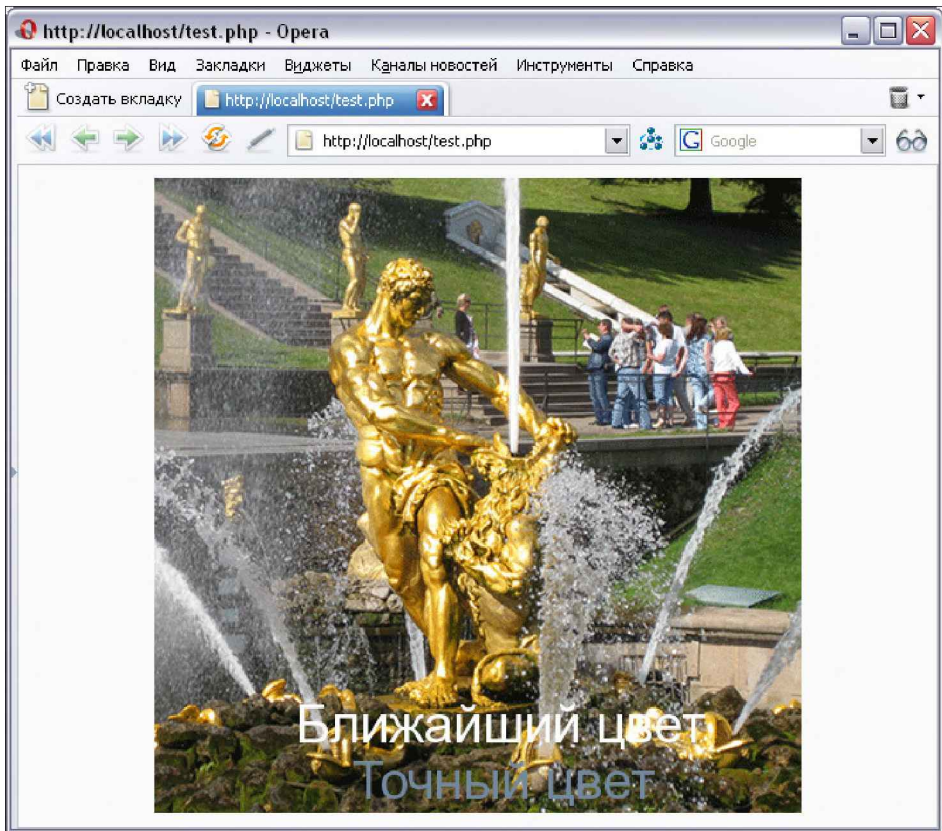 http://localhost/test.php - Opera
Файл Правка Вид Закладки Виджеты Каналы новостей Инструменты Справка
Создать вкладку http://localhost/test.php
http://localhost/test.php Google
Ближайший цвет
Точный цвет